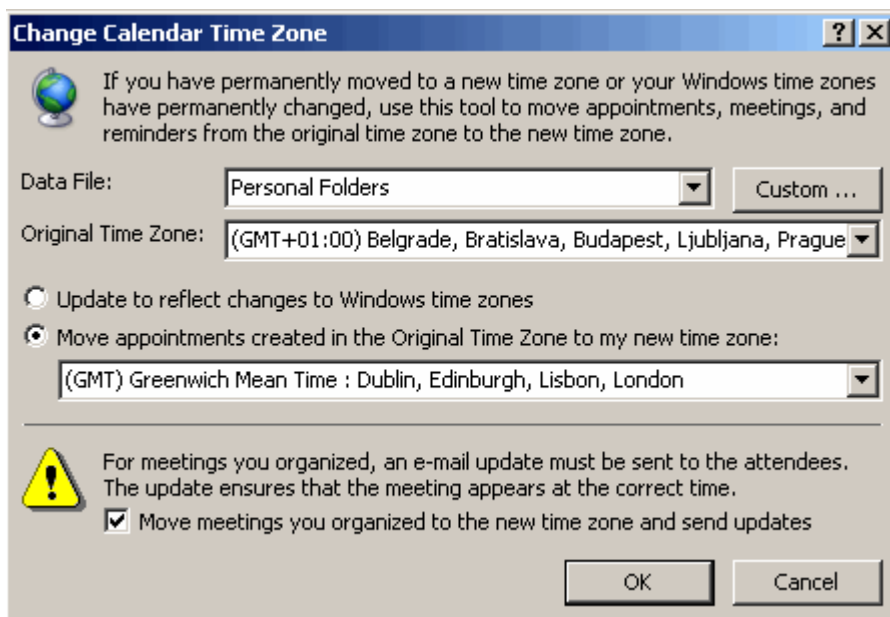 Change Calendar Time Zone
If you have permanently moved to a new time zone or your Windows time zones
have permanently changed, use this tool to move appointments, meetings, and
reminders from the original time zone to the new time zone.
Data File: Personal Folders Custom ...
Original Time Zone: (GMT+01:00) Belgrade, Bratislava, Budapest, Ljubljana, Prague
Update to reflect changes to Windows time zones
Move appointments created in the Original Time Zone to my new time zone:
(GMT) Greenwich Mean Time : Dublin, Edinburgh, Lisbon, London
For meetings you organized, an e-mail update must be sent to the attendees.
The update ensures that the meeting appears at the correct time.
Move meetings you organized to the new time zone and send updates
OK Cancel